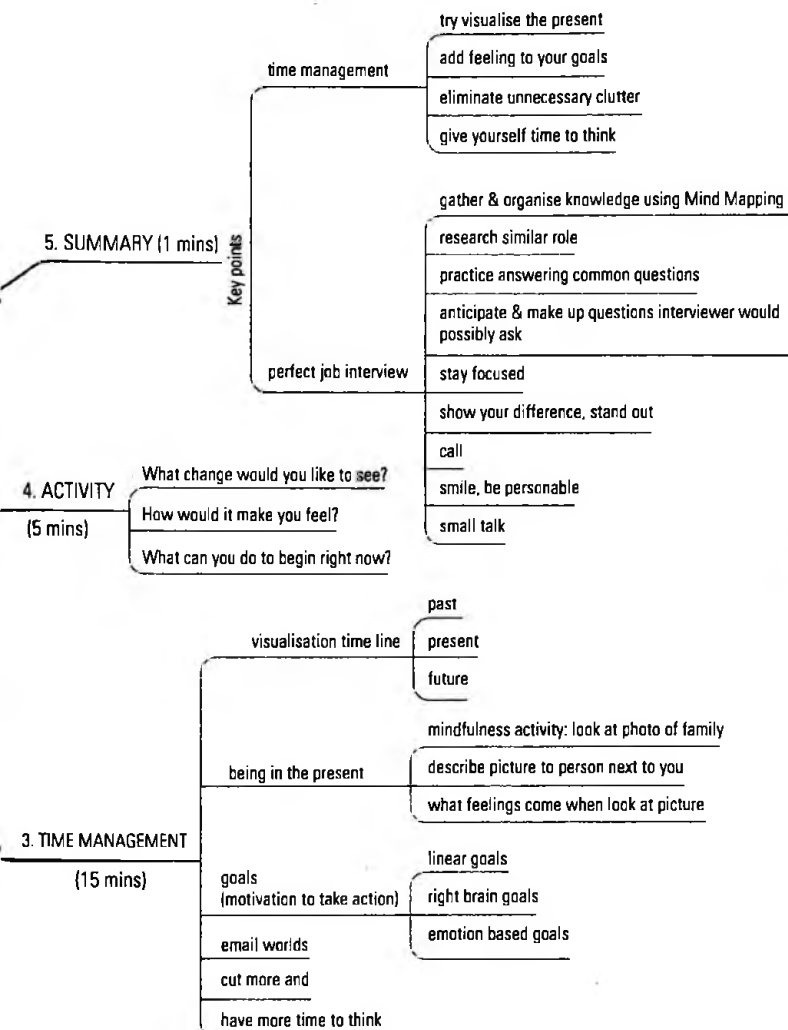 try visualise the present
add feeling to your goals
time management
eliminate unnecessary clutter
give yourself time to think
gather & organise knowledge using Mind Mapping
5. SUMMARY (1 mins)
Key points
research similar role
practice answering common questions
anticipate & make up questions interviewer would
possibly ask
perfect job interview
stay focused
show your difference, stand out
call
smile, be personable
small talk
4. ACTIVITY
(5 mins)
What change would you like to see?
How would it make you feel?
What can you do to begin right now?
past
visualisation time line
present
future
mindfulness activity: look at photo of family
being in the present
describe picture to person next to you
what feelings come when look at picture
3. TIME MANAGEMENT
(15 mins)
linear goals
goals
(motivation to take action)
right brain goals
emotion based goals
email worlds
cut more and
have more time to think